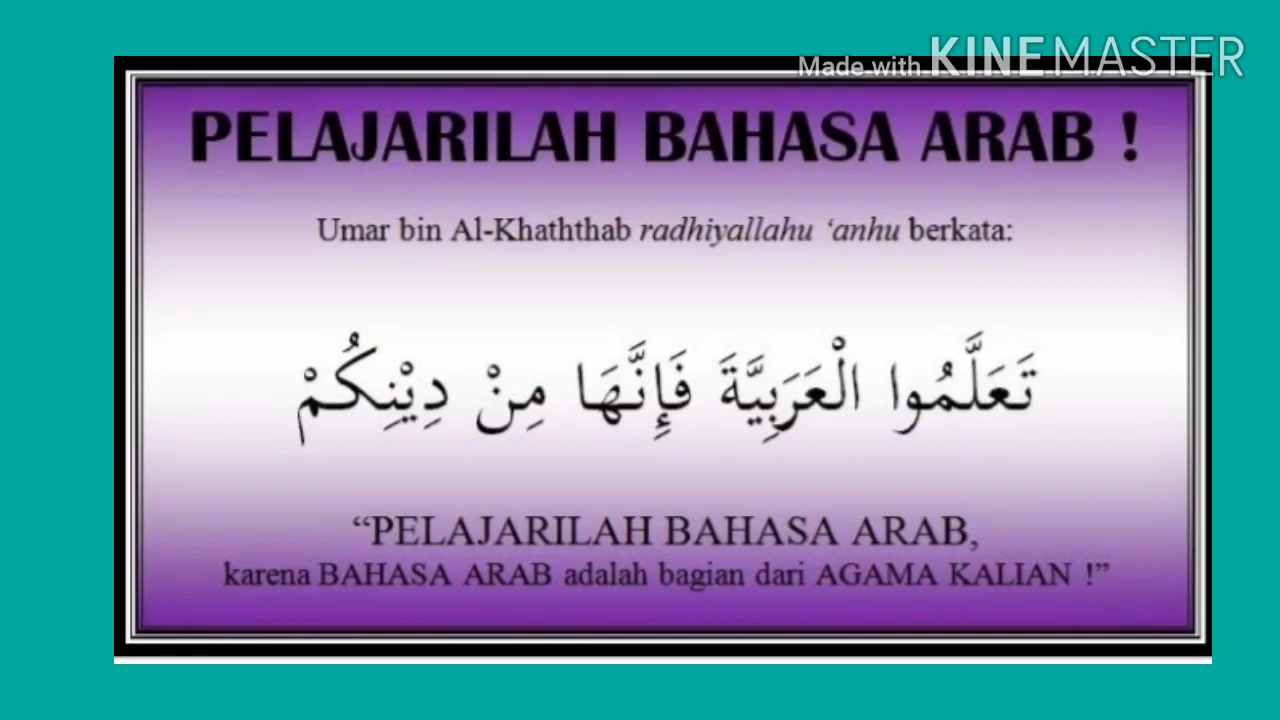 Made with KINEMASTER
PELAJARILAH BAHASA ARAB !
Umar bin Al-Khaththab radhiyallahu ‘anhu berkata:
تَعَلَّمُوا الْعَرَبِيَّةَ فَإِنَّهَا مِنْ دِيْنِكُمْ
“PELAJARILAH BAHASA ARAB,
karena BAHASA ARAB adalah bagian dari AGAMA KALIAN !”